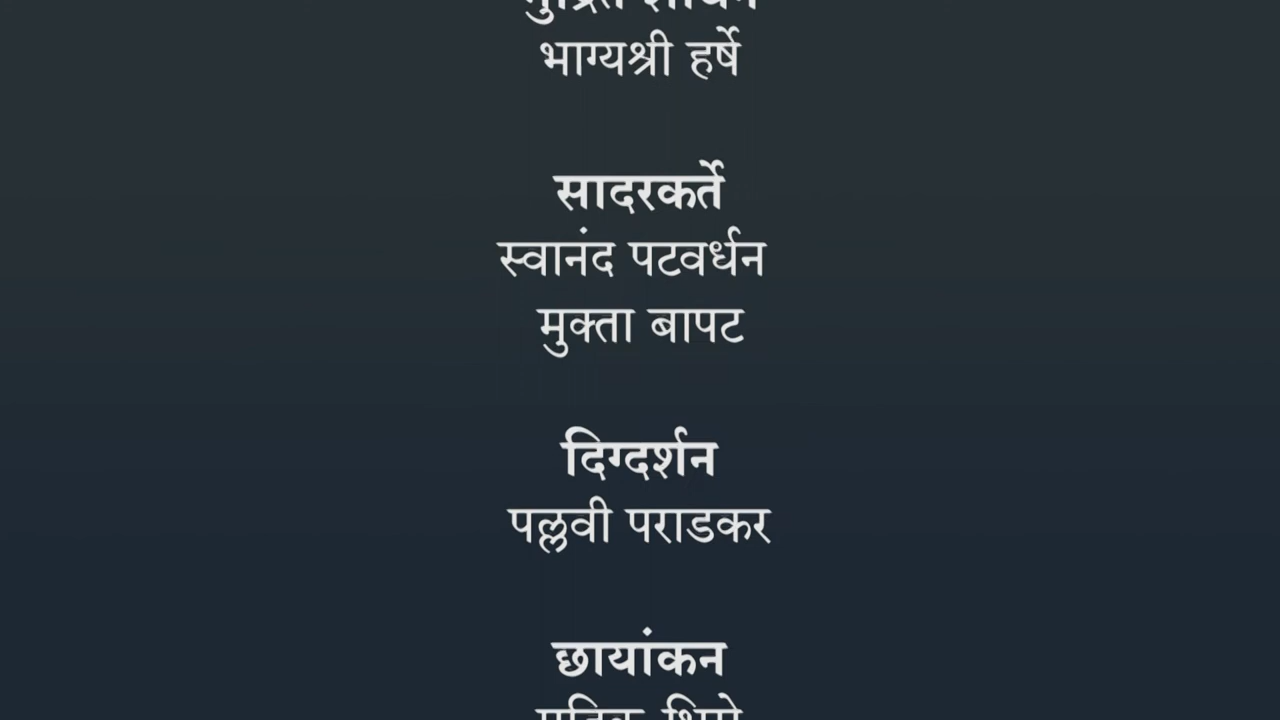 भाग्यश्री हर्षे
सादरकर्ते
स्वानंद पटवर्धन
मुक्ता बापट
दिग्दर्शन
पल्लवी पराडकर
छायांकन